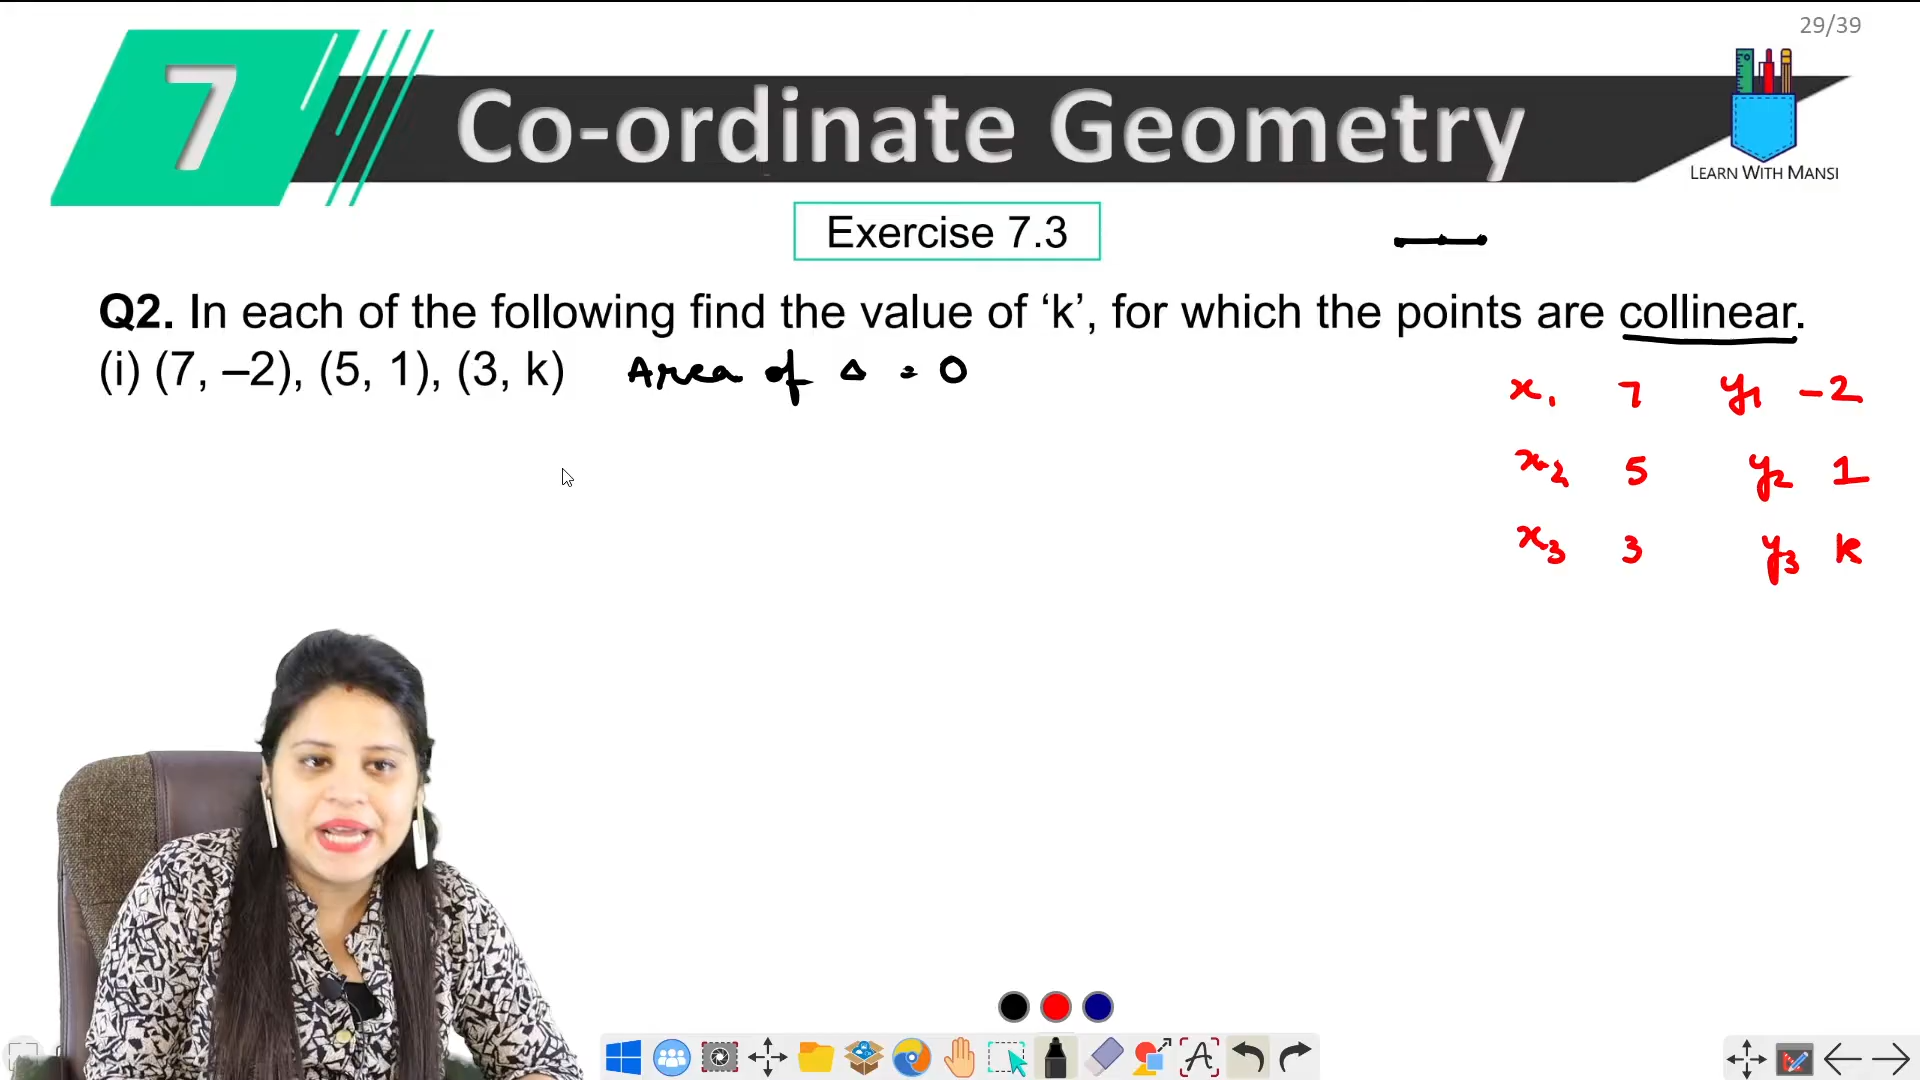 29/39
7
Co-ordinate Geometry
LEARN WITH MANSI
Exercise 7.3
Q2. In each of the following find the value of ‘k’, for which the points are collinear.
(i) (7, –2), (5, 1), (3, k) Area of Δ = 0
x₁ 7 y₁ -2
x₂ 5 y₂ 1
x₃ 3 y₃ k